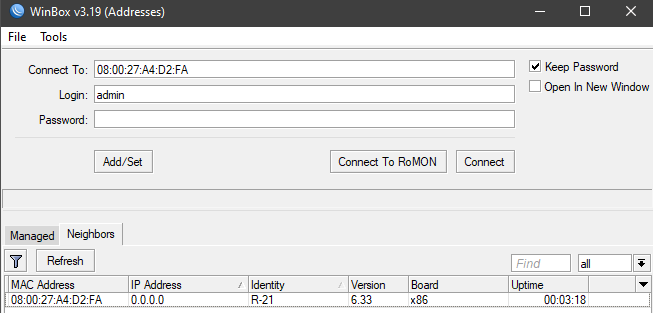 WinBox v3.19 (Addresses)
File Tools
Connect To: 08:00:27:A4:D2:FA
Keep Password
Login: admin
Open In New Window
Password:
Add/Set Connect To RoMON Connect
Managed Neighbors
Refresh Find all
MAC Address IP Address Identity Version Board Uptime
08:00:27:A4:D2:FA 0.0.0.0 R-21 6.33 x86 00:03:18